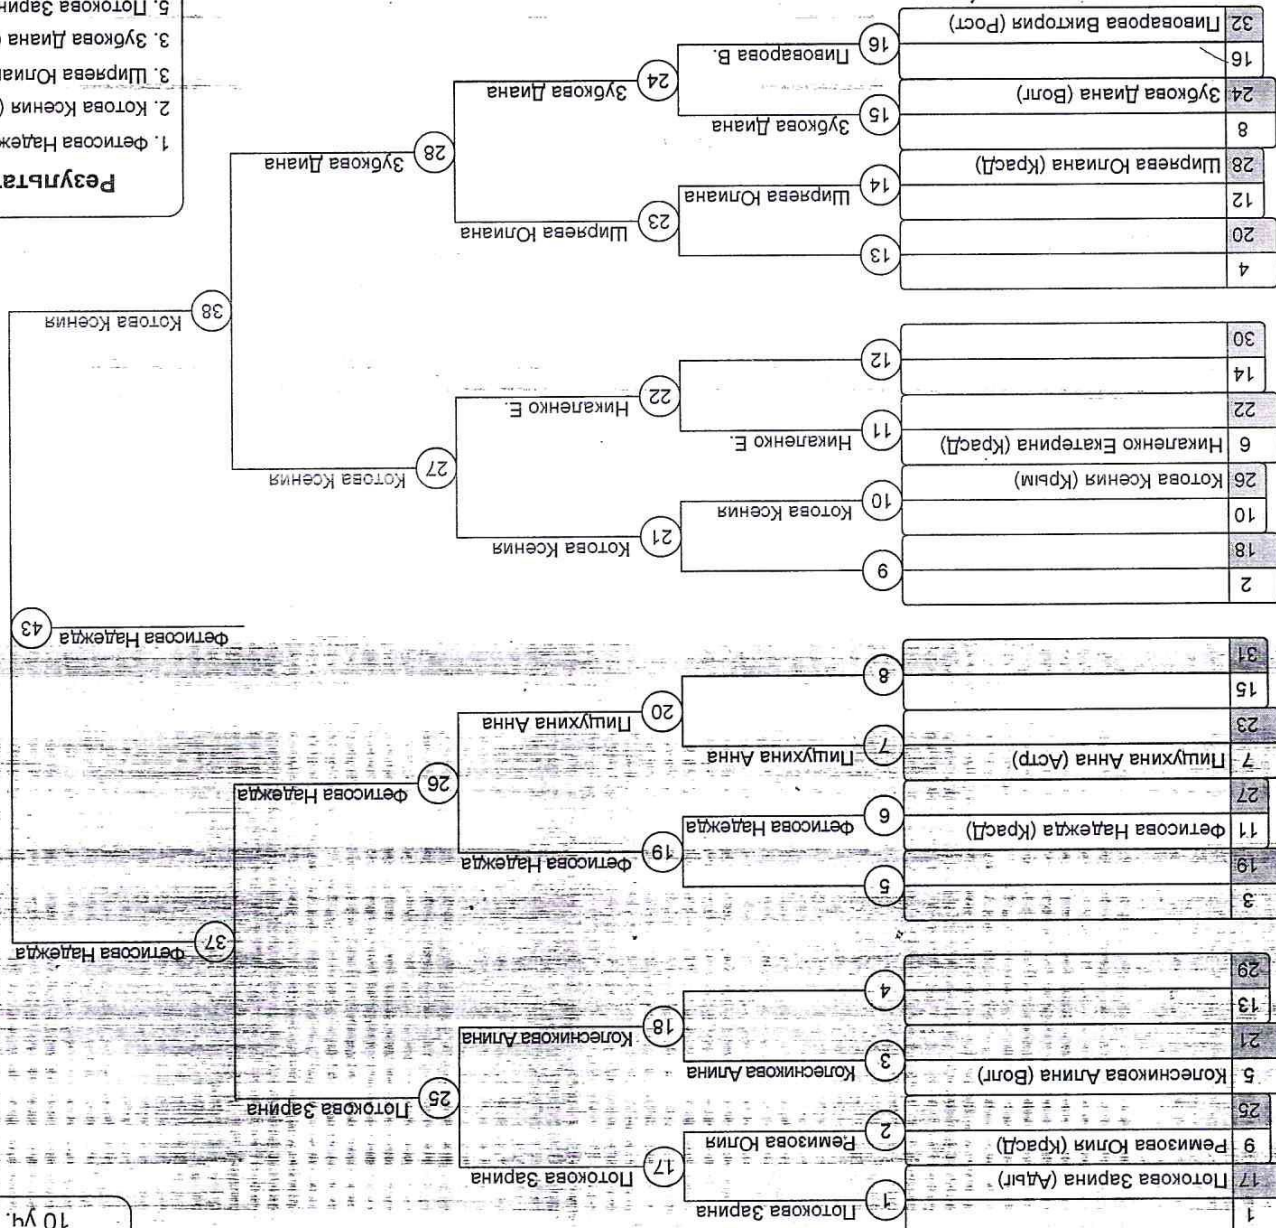 10 уч.
1
17 Потокова Зарина (Адыг)
9 Ремизова Юлия (КрасД)
25
5 Колесникова Алина (Волг)
21
13
29
3
19
11 Фетисова Надежда (КрасД)
27
7 Пищухина Анна (Астр)
23
15
31
2
18
10
26 Котова Ксения (Крым)
6 Никаленко Екатерина (КрасД)
22
14
30
4
20
12
28 Ширяева Юлиана (КрасД)
8
24 Зубкова Диана (Волг)
16
32 Пивоварова Виктория (Рост)
1 Потокова Зарина
2 Ремизова Юлия
3 Колесникова Алина
4
5
6 Фетисова Надежда
7 Пищухина Анна
8
9
10 Котова Ксения
11 Никаленко Е.
12
13
14 Ширяева Юлиана
15 Зубкова Диана
16 Пивоварова В.
17 Потокова Зарина
18 Колесникова Алина
19 Фетисова Надежда
20 Пищухина Анна
21 Котова Ксения
22 Никаленко Е.
23 Ширяева Юлиана
24 Зубкова Диана
25 Потокова Зарина
26 Фетисова Надежда
27 Котова Ксения
28 Зубкова Диана
37 Фетисова Надежда
38 Котова Ксения
43 Фетисова Надежда
Результат
1. Фетисова Надеж
2. Котова Ксения (
3. Ширяева Юлиан
3. Зубкова Диана
5. Потокова Зарин